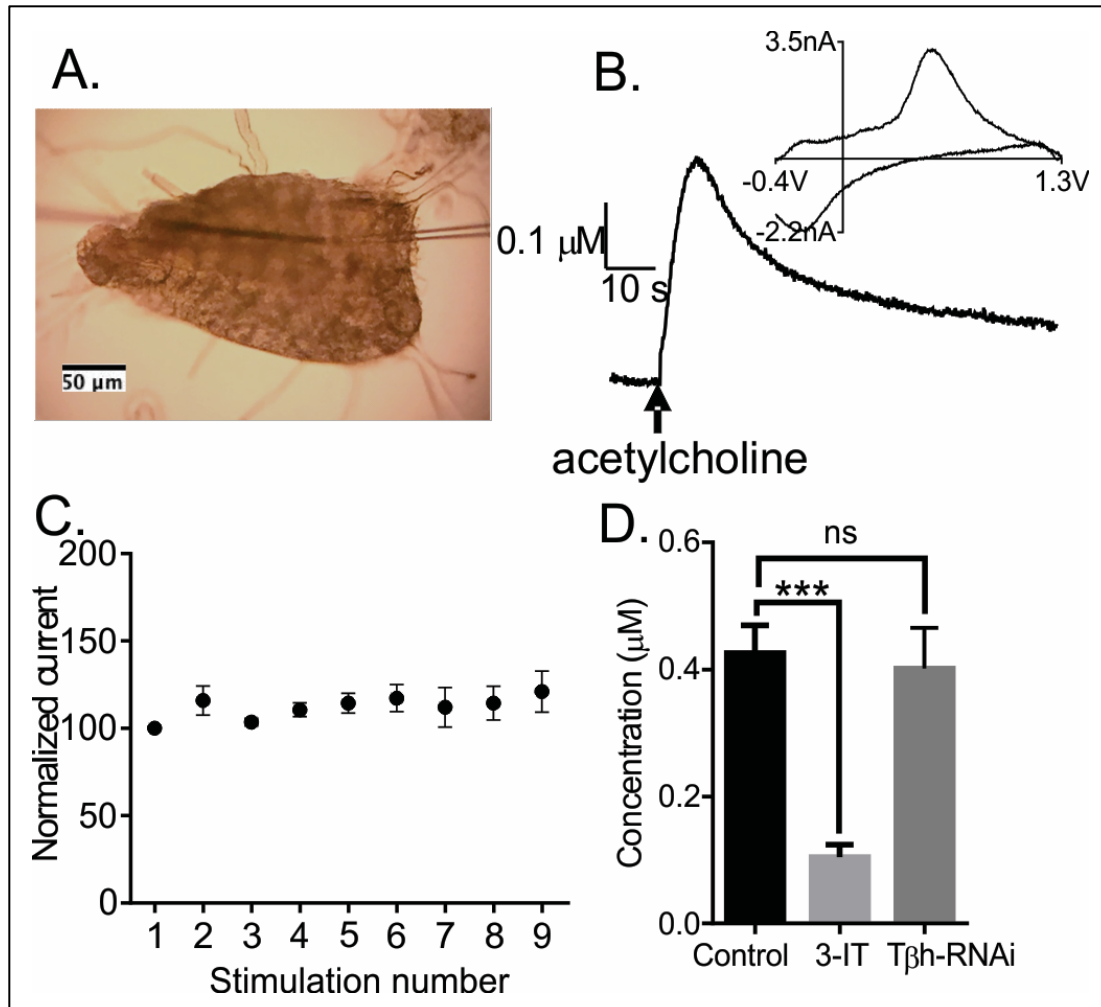 A.
50 μm
B.
3.5nA
-0.4V
1.3V
-2.2nA
0.1 μM
10 s
acetylcholine
C.
Normalized current
200
150
100
50
0
1 2 3 4 5 6 7 8 9
Stimulation number
D.
Concentration (μM)
0.6
0.4
0.2
0.0
ns
***
Control 3-IT Tβh-RNAi